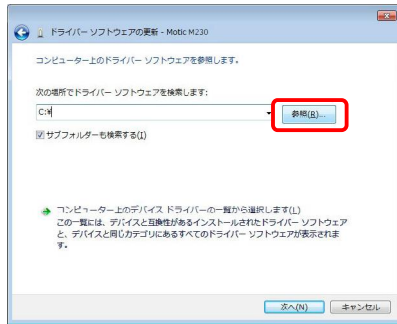 ドライバー ソフトウェアの更新 - Motic M230
コンピューター上のドライバー ソフトウェアを参照します。
次の場所でドライバー ソフトウェアを検索します:
C:¥
参照(R)...
サブフォルダーも検索する(I)
コンピューター上のデバイス ドライバーの一覧から選択します(L)
この一覧には、デバイスと互換性があるインストールされたドライバー ソフトウェア
と、デバイスと同じカテゴリにあるすべてのドライバー ソフトウェアが表示されま
す。
次へ(N)
キャンセル